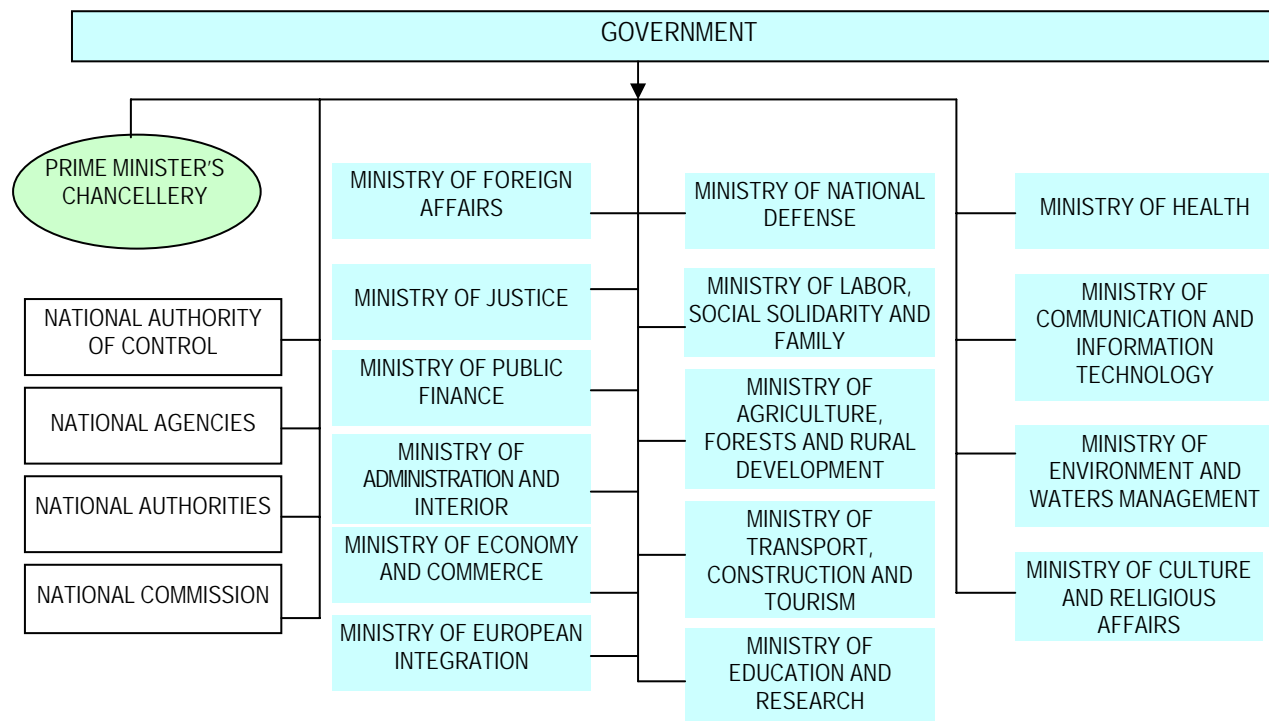 GOVERNMENT
PRIME MINISTER'S
CHANCELLERY
NATIONAL AUTHORITY
OF CONTROL
NATIONAL AGENCIES
NATIONAL AUTHORITIES
NATIONAL COMMISSION
MINISTRY OF FOREIGN
AFFAIRS
MINISTRY OF JUSTICE
MINISTRY OF PUBLIC
FINANCE
MINISTRY OF
ADMINISTRATION AND
INTERIOR
MINISTRY OF ECONOMY
AND COMMERCE
MINISTRY OF EUROPEAN
INTEGRATION
MINISTRY OF NATIONAL
DEFENSE
MINISTRY OF LABOR,
SOCIAL SOLIDARITY AND
FAMILY
MINISTRY OF
AGRICULTURE,
FORESTS AND RURAL
DEVELOPMENT
MINISTRY OF
TRANSPORT,
CONSTRUCTION AND
TOURISM
MINISTRY OF
EDUCATION AND
RESEARCH
MINISTRY OF HEALTH
MINISTRY OF
COMMUNICATION AND
INFORMATION
TECHNOLOGY
MINISTRY OF
ENVIRONMENT AND
WATERS MANAGEMENT
MINISTRY OF CULTURE
AND RELIGIOUS
AFFAIRS